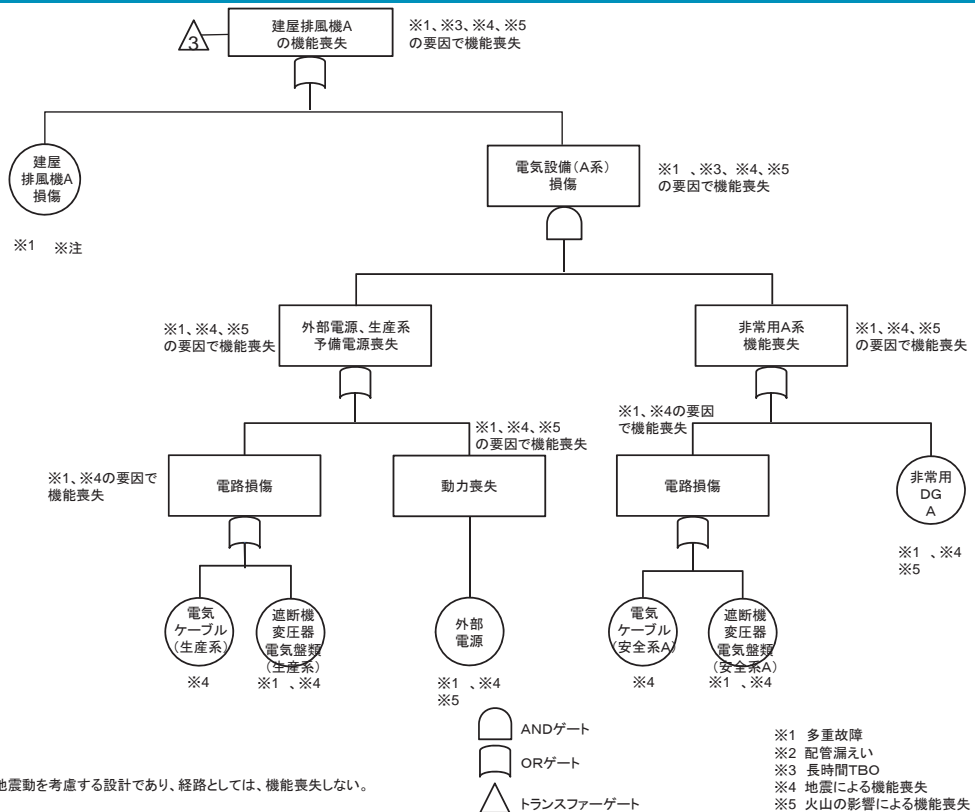 建屋排風機A
の機能喪失
※1、※3、※4、※5
の要因で機能喪失
3
建屋
排風機A
損傷
※1 ※注
電気設備(A系)
損傷
※1 、※3、※4、※5
の要因で機能喪失
※1、※4、※5
の要因で機能喪失
外部電源、生産系
予備電源喪失
非常用A系
機能喪失
※1、※4、※5
の要因で機能喪失
※1、※4の要因で
機能喪失
電路損傷
※1、※4、※5
の要因で機能喪失
動力喪失
※1、※4の要因
で機能喪失
電路損傷
非常用
DG
A
※1 、※4
※5
電気
ケーブル
(生産系)
※4
遮断機
変圧器
電気盤類
(生産系)
※1 、※4
外部
電源
※1 、※4
※5
電気
ケーブル
(安全系A)
※4
遮断機
変圧器
電気盤類
(安全系A)
※1 、※4
ANDゲート
ORゲート
トランスファーゲート
※1 多重故障
※2 配管漏えい
※3 長時間TBO
※4 地震による機能喪失
※5 火山の影響による機能喪失
地震動を考慮する設計であり、経路としては、機能喪失しない。